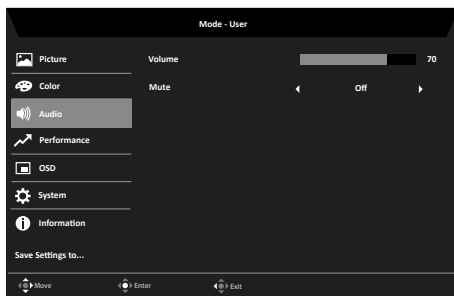 Mode - User
Picture
Volume 70
Color
Mute Off
Audio
Performance
OSD
System
Information
Save Settings to...
Move Enter Exit